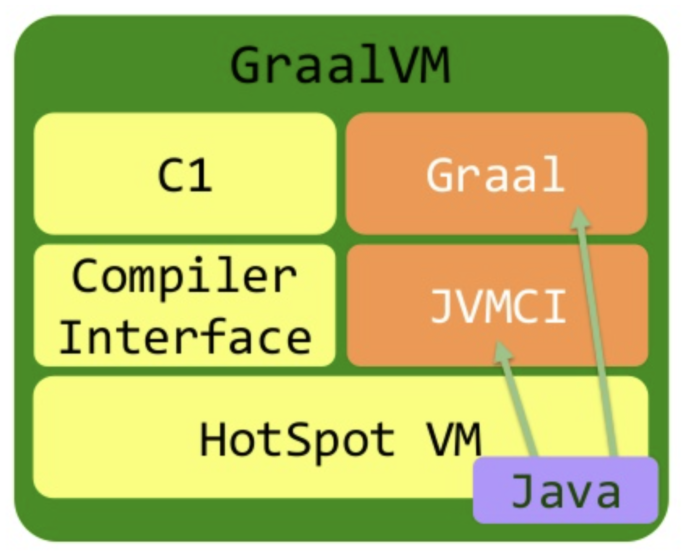 GraalVM
C1
Graal
Compiler
Interface
JVMCI
HotSpot VM
Java